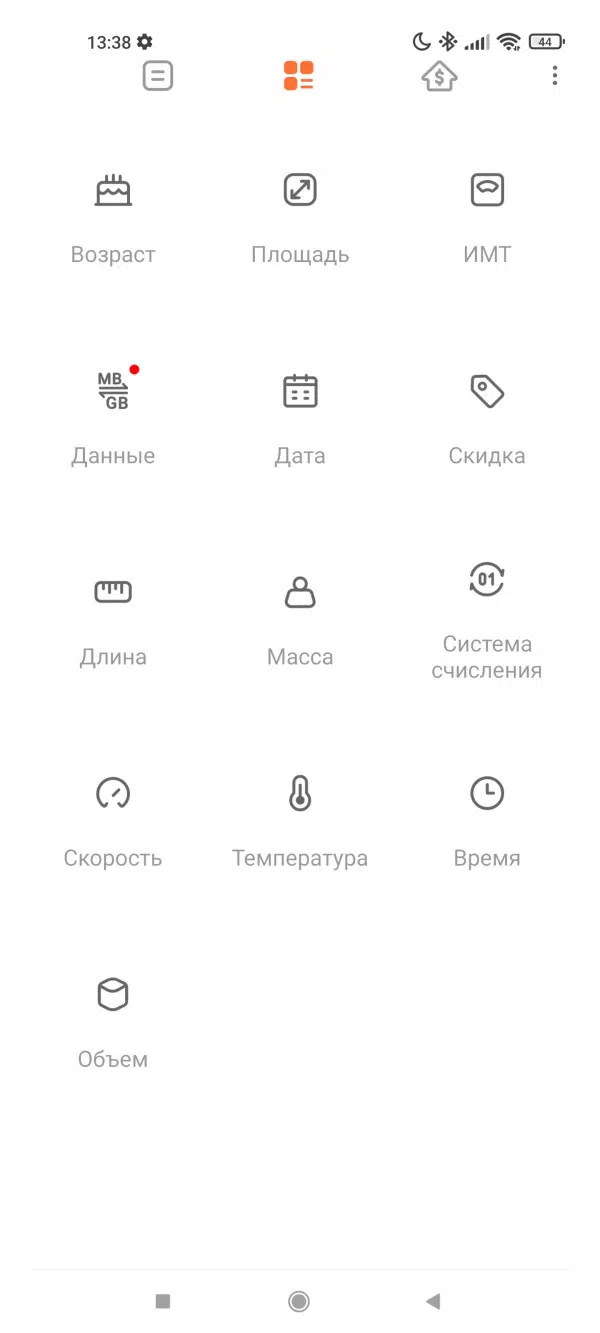 13:38
44
Возраст
Площадь
ИМТ
MB
GB
Данные
Дата
Скидка
Длина
Масса
01
Система
счисления
Скорость
Температура
Время
Объем